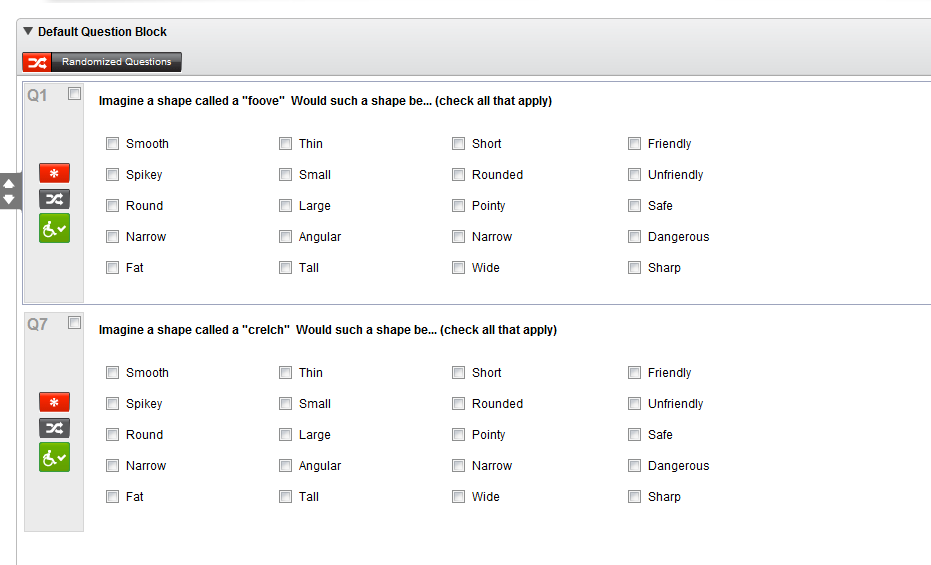 Default Question Block
Randomized Questions
Q1
Imagine a shape called a "foove"  Would such a shape be... (check all that apply)
Smooth Thin Short Friendly
Spikey Small Rounded Unfriendly
Round Large Pointy Safe
Narrow Angular Narrow Dangerous
Fat Tall Wide Sharp
Q7
Imagine a shape called a "crelch"  Would such a shape be... (check all that apply)
Smooth Thin Short Friendly
Spikey Small Rounded Unfriendly
Round Large Pointy Safe
Narrow Angular Narrow Dangerous
Fat Tall Wide Sharp